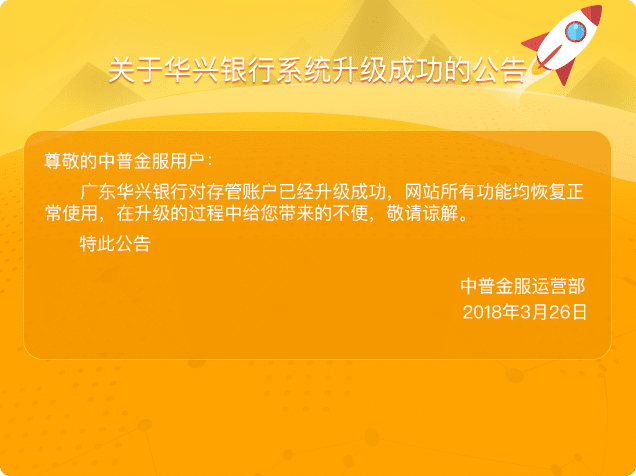 关于华兴银行系统升级成功的公告
尊敬的中普金服用户：
广东华兴银行对存管账户已经升级成功，网站所有功能均恢复正
常使用，在升级的过程中给您带来的不便，敬请谅解。
特此公告
中普金服运营部
2018年3月26日